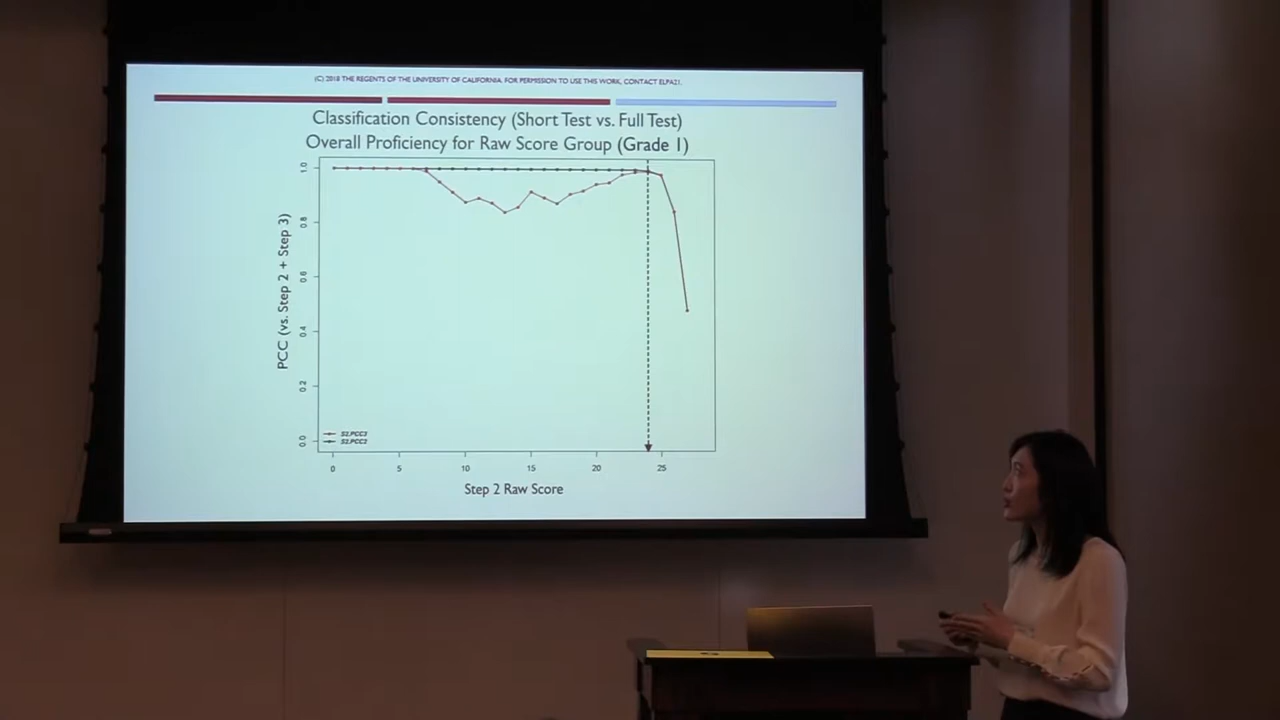 (C) 2018 THE REGENTS OF THE UNIVERSITY OF CALIFORNIA. FOR PERMISSION TO USE THIS WORK, CONTACT ELPA21.
Classification Consistency (Short Test vs. Full Test)
Overall Proficiency for Raw Score Group (Grade 1)
PCC (vs. Step 2 + Step 3)
1.0
0.8
0.6
0.4
0.2
0.0
S2.PCC3
S2.PCC2
0 5 10 15 20 25
Step 2 Raw Score